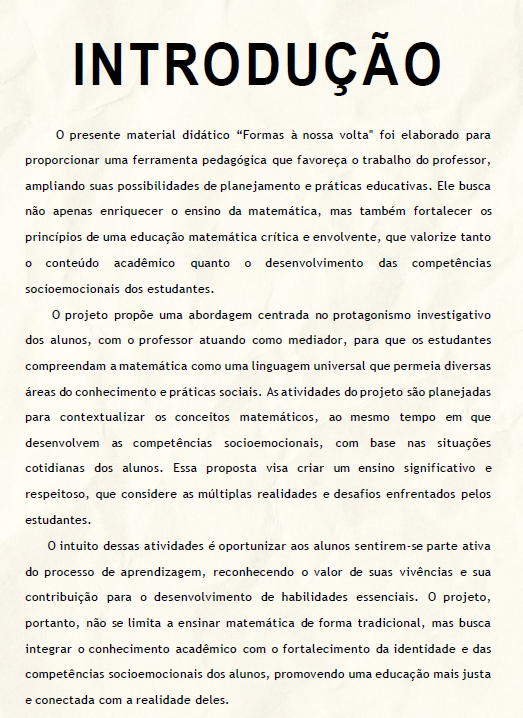 INTRODUÇÃO
O presente material didático “Formas à nossa volta" foi elaborado para
proporcionar uma ferramenta pedagógica que favoreça o trabalho do professor,
ampliando suas possibilidades de planejamento e práticas educativas. Ele busca
não apenas enriquecer o ensino da matemática, mas também fortalecer os
princípios de uma educação matemática crítica e envolvente, que valorize tanto
o conteúdo acadêmico quanto o desenvolvimento das competências
socioemocionais dos estudantes.
O projeto propõe uma abordagem centrada no protagonismo investigativo
dos alunos, com o professor atuando como mediador, para que os estudantes
compreendam a matemática como uma linguagem universal que permeia diversas
áreas do conhecimento e práticas sociais. As atividades do projeto são planejadas
para contextualizar os conceitos matemáticos, ao mesmo tempo em que
desenvolvem as competências socioemocionais, com base nas situações
cotidianas dos alunos. Essa proposta visa criar um ensino significativo e
respeitoso, que considere as múltiplas realidades e desafios enfrentados pelos
estudantes.
O intuito dessas atividades é oportunizar aos alunos sentirem-se parte ativa
do processo de aprendizagem, reconhecendo o valor de suas vivências e sua
contribuição para o desenvolvimento de habilidades essenciais. O projeto,
portanto, não se limita a ensinar matemática de forma tradicional, mas busca
integrar o conhecimento acadêmico com o fortalecimento da identidade e das
competências socioemocionais dos alunos, promovendo uma educação mais justa
e conectada com a realidade deles.